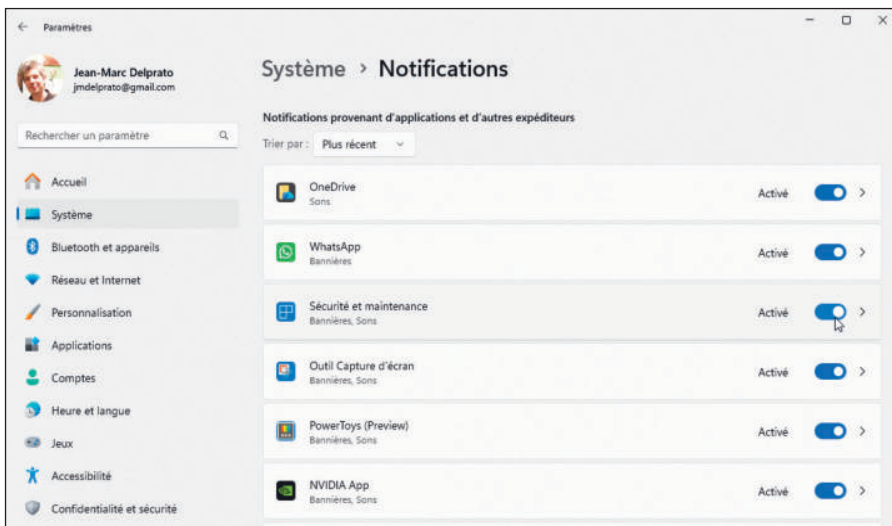 Paramètres
Jean-Marc Delprato
jmdelprato@gmail.com
Rechercher un paramètre
Accueil
Système
Bluetooth et appareils
Réseau et Internet
Personnalisation
Applications
Comptes
Heure et langue
Jeux
Accessibilité
Confidentialité et sécurité
Système > Notifications
Notifications provenant d'applications et d'autres expéditeurs
Trier par : Plus récent
OneDrive
Sons
Activé
WhatsApp
Bannières
Activé
Sécurité et maintenance
Bannières, Sons
Activé
Outil Capture d'écran
Bannières, Sons
Activé
PowerToys (Preview)
Bannières, Sons
Activé
NVIDIA App
Bannières, Sons
Activé